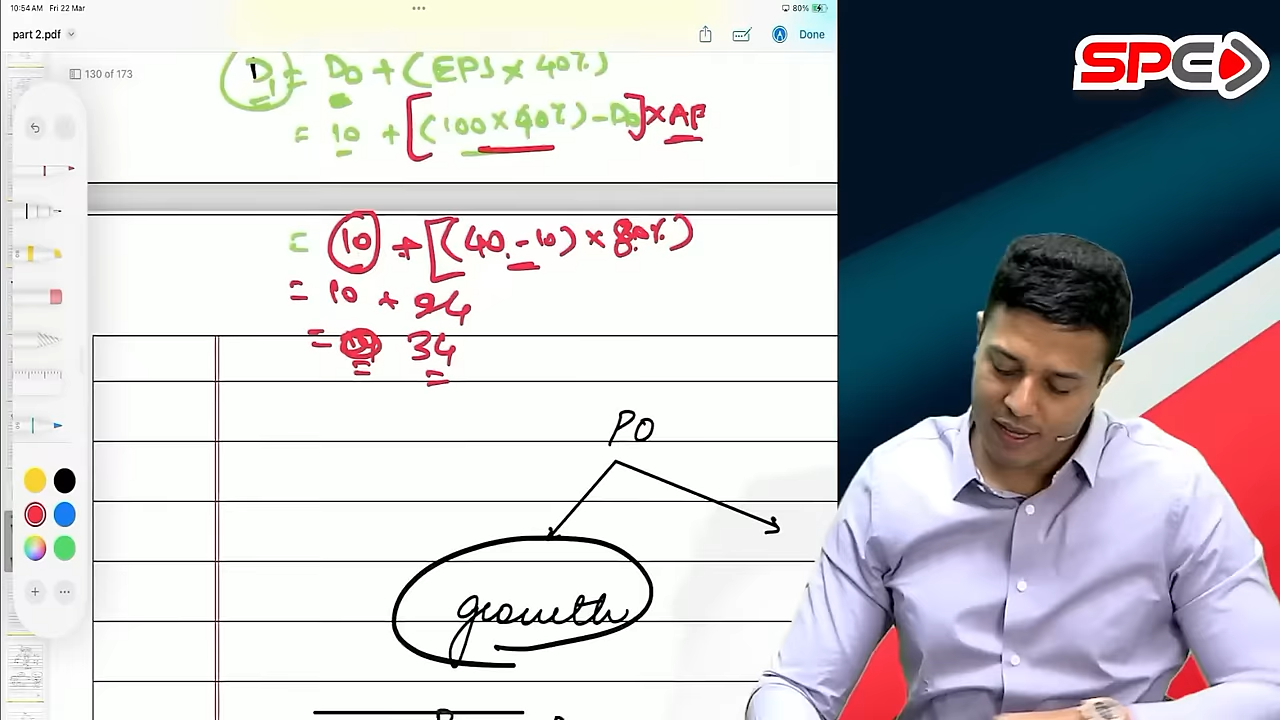 10:54 AM Fri 22 Mar
80%
part 2.pdf
Done
130 of 173
D₁ = D₀ + (EPS × 40%)
= 10 + [(100 × 40%) - D₀] × AF
= 10 + [(40 - 10) × 80%)
= 10 + 24
= 34
PO
growth
SPC